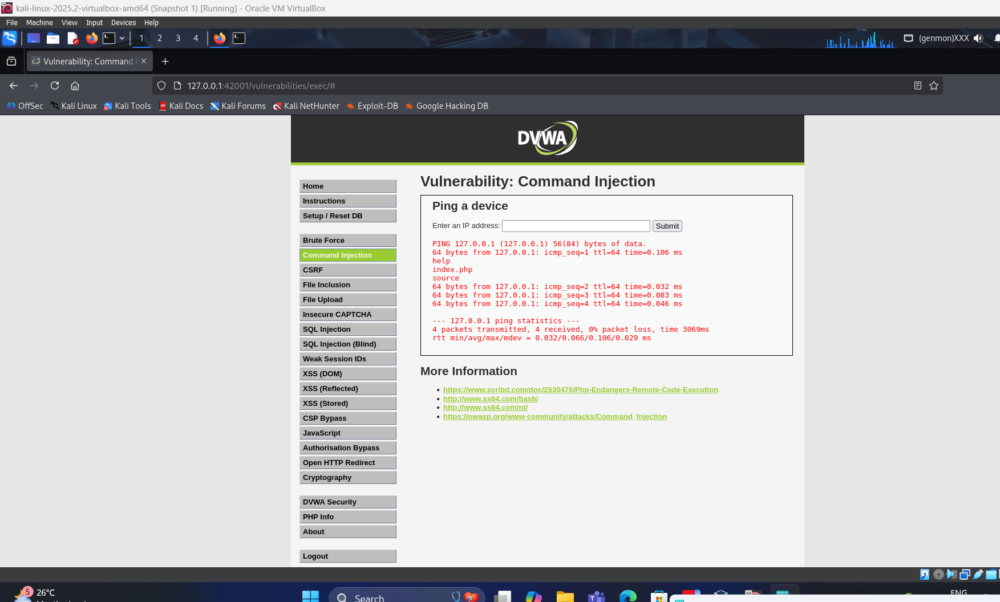 kali-linux-2025.2-virtualbox-amd64 (Snapshot 1) [Running] - Oracle VM VirtualBox
File Machine View Input Devices Help
1 2 3 4
(genmon)XXX
Vulnerability: Command
127.0.0.1:42001/vulnerabilities/exec/#
OffSec Kali Linux Kali Tools Kali Docs Kali Forums Kali NetHunter Exploit-DB Google Hacking DB
DVWA
Home
Instructions
Setup / Reset DB
Brute Force
Command Injection
CSRF
File Inclusion
File Upload
Insecure CAPTCHA
SQL Injection
SQL Injection (Blind)
Weak Session IDs
XSS (DOM)
XSS (Reflected)
XSS (Stored)
CSP Bypass
JavaScript
Authorisation Bypass
Open HTTP Redirect
Cryptography
DVWA Security
PHP Info
About
Logout
Vulnerability: Command Injection
Ping a device
Enter an IP address: Submit
PING 127.0.0.1 (127.0.0.1) 56(84) bytes of data.
64 bytes from 127.0.0.1: icmp_seq=1 ttl=64 time=0.106 ms
help
index.php
source
64 bytes from 127.0.0.1: icmp_seq=2 ttl=64 time=0.032 ms
64 bytes from 127.0.0.1: icmp_seq=3 ttl=64 time=0.083 ms
64 bytes from 127.0.0.1: icmp_seq=4 ttl=64 time=0.046 ms
--- 127.0.0.1 ping statistics ---
4 packets transmitted, 4 received, 0% packet loss, time 3069ms
rtt min/avg/max/mdev = 0.032/0.066/0.106/0.029 ms
More Information
https://www.scribd.com/doc/2530476/Php-Endangers-Remote-Code-Execution
http://www.ss64.com/bash/
http://www.ss64.com/nt/
https://owasp.org/www-community/attacks/Command_Injection
5
26°C
Search
ENG